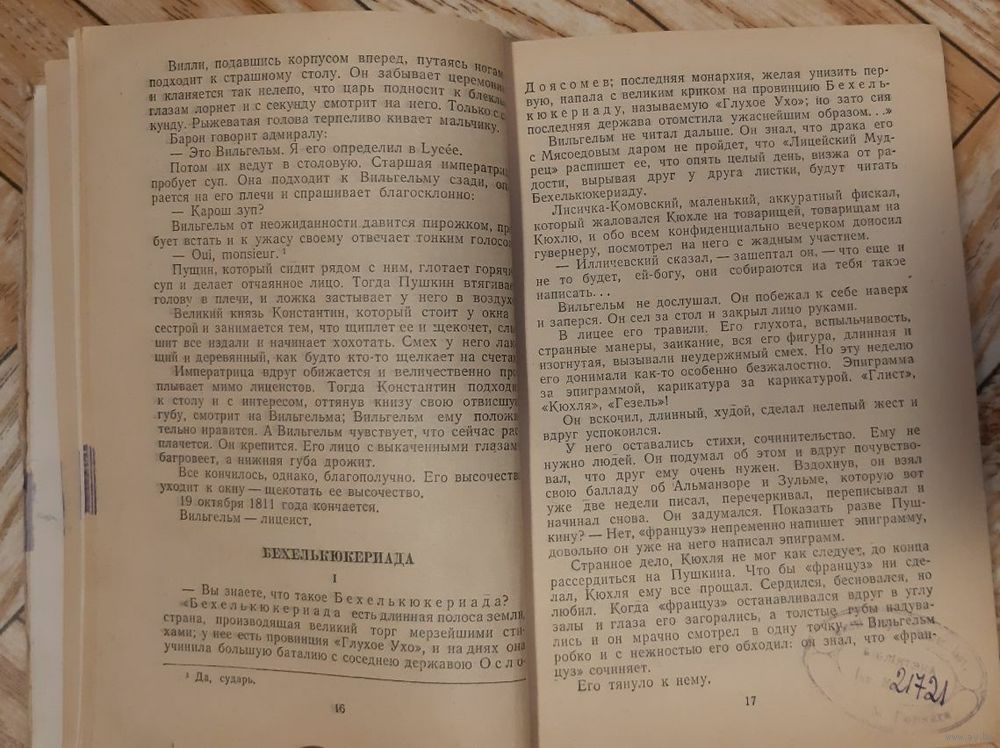 Вилли, подавшись корпусом вперед, путаясь ногам
подходит к страшному столу. Он забывает церемони
и кланяется так нелепо, что царь подносит к блекл
глазам лорнет и с секунду смотрит на него. Только с с
кунду. Рыжеватая голова терпеливо кивает мальчику.
Барон говорит адмиралу:
— Это Вильгельм. Я его определил в Lycée.
Потом их ведут в столовую. Старшая императри
пробует суп. Она подходит к Вильгельму сзади, оп
рается на его плечи и спрашивает благосклонно:
— Карош зуп?
Вильгельм от неожиданности давится пирожком, пр
бует встать и к ужасу своему отвечает тонким голосом
— Oui, monsieur. ¹
Пущин, который сидит рядом с ним, глотает горячи
суп и делает отчаянное лицо. Тогда Пушкин втягивае
голову в плечи, и ложка застывает у него в воздухе
Великий князь Константин, который стоит у окна
сестрой и занимается тем, что щиплет ее и щекочет, слы
шит все издали и начинает хохотать. Смех у него лаю
щий и деревянный, как будто кто-то щелкает на счетах
Императрица вдруг обижается и величественно про
плывает мимо лицеистов. Тогда Константин подходи
к столу и с интересом, оттянув книзу свою отвисшу
губу, смотрит на Вильгельма; Вильгельм ему положи
тельно нравится. А Вильгельм чувствует, что сейчас рас
плачется. Он крепится. Его лицо с выкаченными глазам
багровеет, а нижняя губа дрожит.
Все кончилось, однако, благополучно. Его высочеств
уходит к окну — щекотать ее высочество.
19 октября 1811 года кончается.
Вильгельм — лицеист.
БЕХЕЛЬКЮКЕРИАДА
I
— Вы знаете, что такое Бехелькюкериада?
«Бехелькюкериада есть длинная полоса земли,
страна, производящая великий торг мерзейшими сти-
хами; у нее есть провинция «Глухое Ухо», и на днях она
учинила большую баталию с соседнею державою Осло-
¹ Да, сударь.
16
Доясомев; последняя монархия, желая унизить пер-
вую, напала с великим криком на провинцию Бехель-
кюкериаду, называемую «Глухое Ухо»; но зато сия
последняя держава отомстила ужаснейшим образом. . .»
Вильгельм не читал дальше. Он знал, что драка его
с Мясоедовым даром не пройдет, что «Лицейский Муд-
рец» распишет ее, что опять целый день, визжа от ра-
дости, вырывая друг у друга листки, будут читать
Бехелькюкериаду.
Лисичка-Комовский, маленький, аккуратный фискал,
который жаловался Кюхле на товарищей, товарищам на
Кюхлю, и обо всем конфиденциально вечерком доносил
гувернеру, посмотрел на него с жадным участием.
— Илличевский сказал, — зашептал он, — что еще и
не то будет, ей-богу, они собираются на тебя такое
написать. . .
Вильгельм не дослушал. Он побежал к себе наверх
и заперся. Он сел за стол и закрыл лицо руками.
В лицее его травили. Его глухота, вспыльчивость,
странные манеры, заикание, вся его фигура, длинная и
изогнутая, вызывали неудержимый смех. Но эту неделю
его донимали как-то особенно безжалостно. Эпиграмма
за эпиграммой, карикатура за карикатурой. «Глист»,
«Кюхля», «Гезель»!
Он вскочил, длинный, худой, сделал нелепый жест и
вдруг успокоился.
У него оставались стихи, сочинительство. Ему не
нужно людей. Он подумал об этом и вдруг почувство-
вал, что друг ему очень нужен. Вздохнув, он взял
свою балладу об Альманзоре и Зульме, которую вот
уже две недели писал, перечеркивал, переписывал и
начинал снова. Он задумался. Показать разве Пуш-
кину? — Нет, «француз» непременно напишет эпиграмму,
довольно он уже на него написал эпиграмм.
Странное дело, Кюхля не мог как следует, до конца
рассердиться на Пушкина. Что бы «француз» ни сде-
лал, Кюхля ему все прощал. Сердился, бесновался, но
любил. Когда «француз» останавливался вдруг в углу
залы и глаза его загорались, а толстые губы надува-
лись и он мрачно смотрел в одну точку, — Вильгельм
робко и с нежностью его обходил: он знал, что «фран-
цуз» сочиняет.
Его тянуло к нему.
17
21721